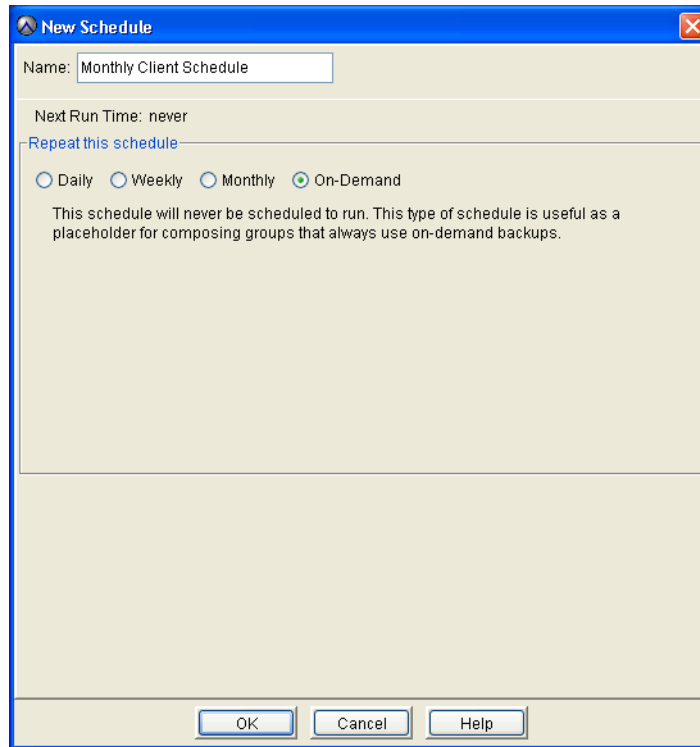 New Schedule
Name: Monthly Client Schedule
Next Run Time: never
Repeat this schedule
Daily Weekly Monthly On-Demand
This schedule will never be scheduled to run. This type of schedule is useful as a
placeholder for composing groups that always use on-demand backups.
OK Cancel Help